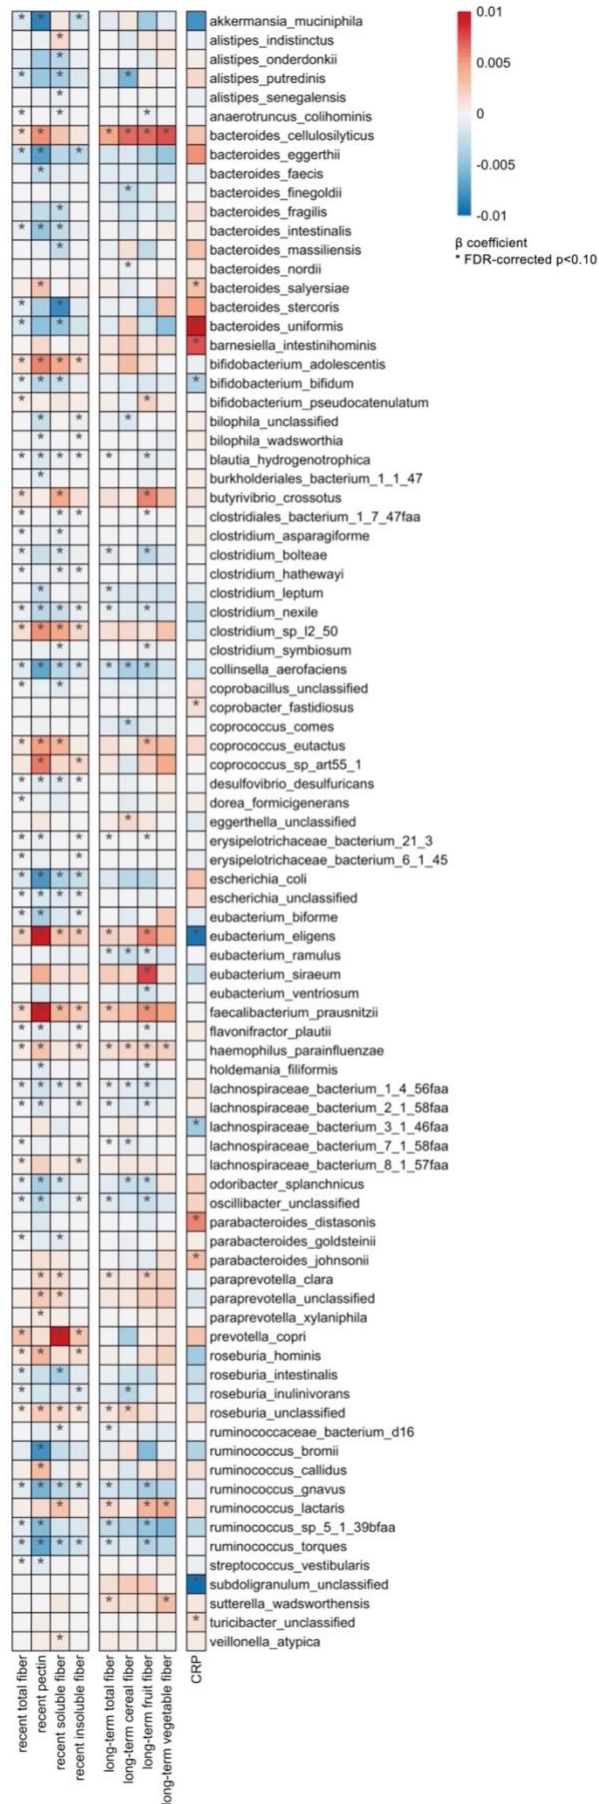 akkermansia_muciniphila
alistipes_indistinctus
alistipes_onderdonkii
alistipes_putredinis
alistipes_senegalensis
anaerotruncus_colihominis
bacteroides_cellulosilyticus
bacteroides_eggerthii
bacteroides_faecis
bacteroides_finegoldii
bacteroides_fragilis
bacteroides_intestinalis
bacteroides_massiliensis
bacteroides_nordii
bacteroides_salyersiae
bacteroides_stercoris
bacteroides_uniformis
barnesiella_intestinihominis
bifidobacterium_adolescentis
bifidobacterium_bifidum
bifidobacterium_pseudocatenulatum
bilophila_unclassified
bilophila_wadsworthia
blautia_hydrogenotrophica
burkholderiales_bacterium_1_1_47
butyrivibrio_crossotus
clostridiales_bacterium_1_7_47faa
clostridium_asparagiforme
clostridium_bolteae
clostridium_hathewayi
clostridium_leptum
clostridium_nexile
clostridium_sp_l2_50
clostridium_symbiosum
collinsella_aerofaciens
coprobacillus_unclassified
coprobacter_fastidiosus
coprococcus_comes
coprococcus_eutactus
coprococcus_sp_art55_1
desulfovibrio_desulfuricans
dorea_formicigenerans
eggerthella_unclassified
erysipelotrichaceae_bacterium_21_3
erysipelotrichaceae_bacterium_6_1_45
escherichia_coli
escherichia_unclassified
eubacterium_biforme
eubacterium_eligens
eubacterium_ramulus
eubacterium_siraeum
eubacterium_ventriosum
faecalibacterium_prausnitzii
flavonifractor_plautii
haemophilus_parainfluenzae
holdemania_filiformis
lachnospiraceae_bacterium_1_4_56faa
lachnospiraceae_bacterium_2_1_58faa
lachnospiraceae_bacterium_3_1_46faa
lachnospiraceae_bacterium_7_1_58faa
lachnospiraceae_bacterium_8_1_57faa
odoribacter_splanchnicus
oscillibacter_unclassified
parabacteroides_distasonis
parabacteroides_goldsteinii
parabacteroides_johnsonii
paraprevotella_clara
paraprevotella_unclassified
paraprevotella_xylaniphila
prevotella_copri
roseburia_hominis
roseburia_intestinalis
roseburia_inulinivorans
roseburia_unclassified
ruminococcaceae_bacterium_d16
ruminococcus_bromii
ruminococcus_callidus
ruminococcus_gnavus
ruminococcus_lactaris
ruminococcus_sp_5_1_39bfaa
ruminococcus_torques
streptococcus_vestibularis
subdoligranulum_unclassified
sutterella_wadsworthensis
turicibacter_unclassified
veillonella_atypica
recent total fiber
recent pectin
recent soluble fiber
recent insoluble fiber
long-term total fiber
long-term cereal fiber
long-term fruit fiber
long-term vegetable fiber
CRP
0.01
0.005
0
-0.005
-0.01
β coefficient
* FDR-corrected p<0.10